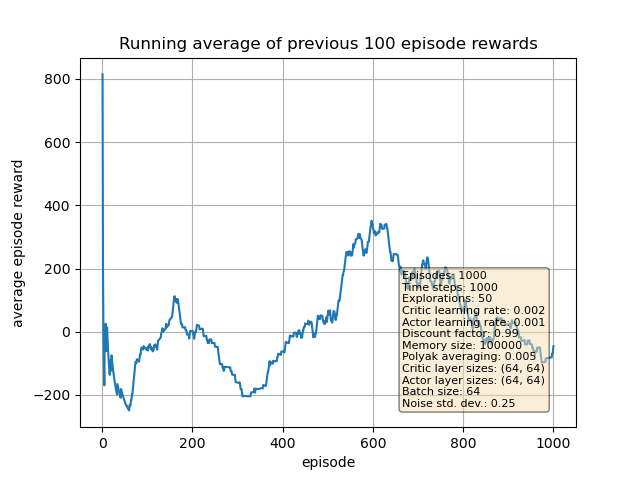 Running average of previous 100 episode rewards
average episode reward
800
600
400
200
0
−200
−400
Episodes: 1000
Time steps: 1000
Explorations: 50
Critic learning rate: 0.002
Actor learning rate: 0.001
Discount factor: 0.99
Memory size: 100000
Polyak averaging: 0.005
Critic layer sizes: (64, 64)
Actor layer sizes: (64, 64)
Batch size: 64
Noise std. dev.: 0.25
0 200 400 600 800 1000
episode